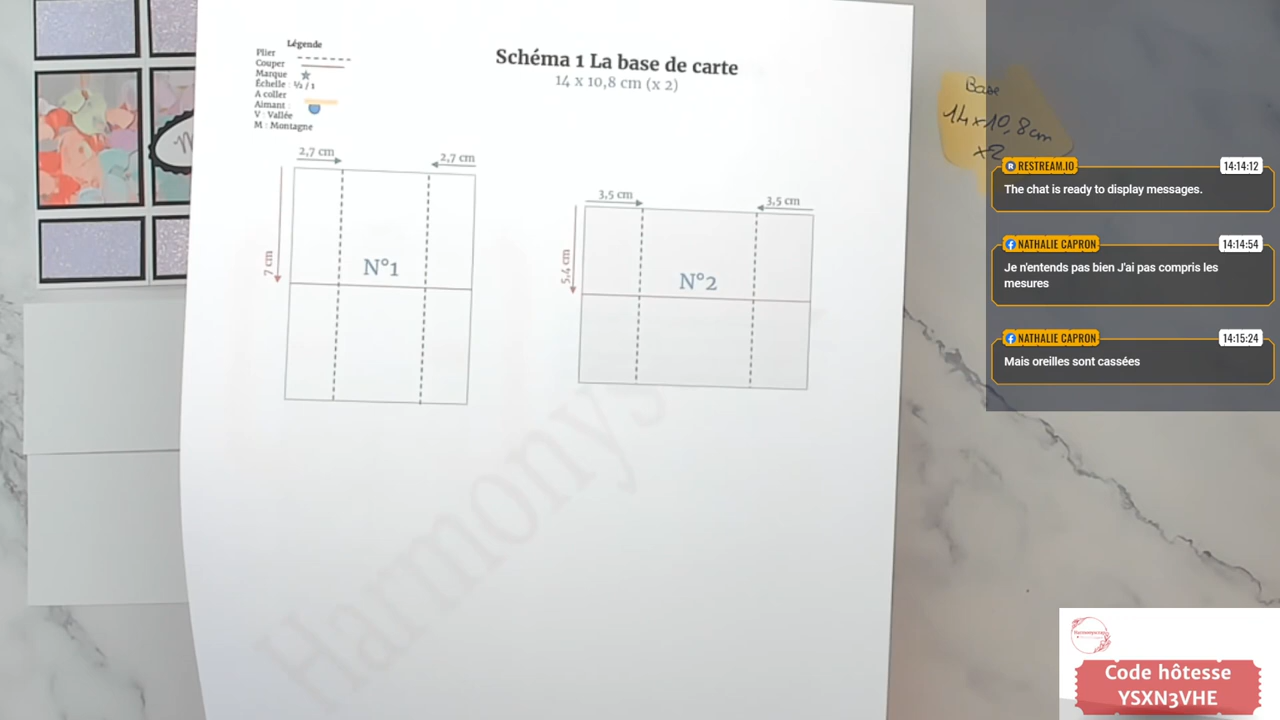 Légende
Plier
Couper
Marque
Échelle : ½ / 1
A coller
Aimant :
V : Vallée
M : Montagne
Schéma 1 La base de carte
14 x 10,8 cm (x 2)
2,7 cm
2,7 cm
7 cm
N°1
3,5 cm
3,5 cm
5,4 cm
N°2
Harmonys
Base
14x10,8cm
x2
RESTREAM.IO
14:14:12
The chat is ready to display messages.
NATHALIE CAPRON
14:14:54
Je n'entends pas bien J'ai pas compris les
mesures
NATHALIE CAPRON
14:15:24
Mais oreilles sont cassées
Code hôtesse
YSXN3VHE